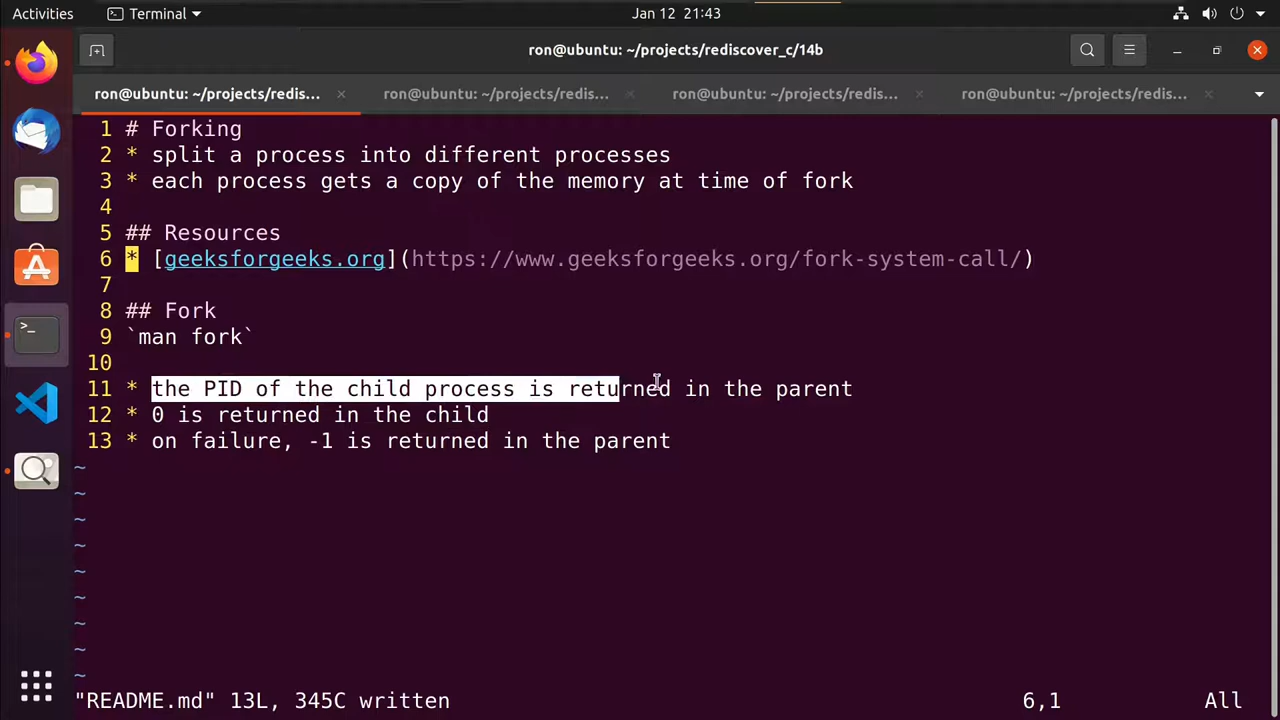 Activities
Terminal
Jan 12 21:43
ron@ubuntu: ~/projects/rediscover_c/14b
ron@ubuntu: ~/projects/redis...
ron@ubuntu: ~/projects/redis...
ron@ubuntu: ~/projects/redis...
ron@ubuntu: ~/projects/redis...
1 # Forking
2 * split a process into different processes
3 * each process gets a copy of the memory at time of fork
4
5 ## Resources
6 * [geeksforgeeks.org](https://www.geeksforgeeks.org/fork-system-call/)
7
8 ## Fork
9 `man fork`
10
11 * the PID of the child process is returned in the parent
12 * 0 is returned in the child
13 * on failure, -1 is returned in the parent
~
~
~
~
~
~
~
~
~
"README.md" 13L, 345C written 6,1 All